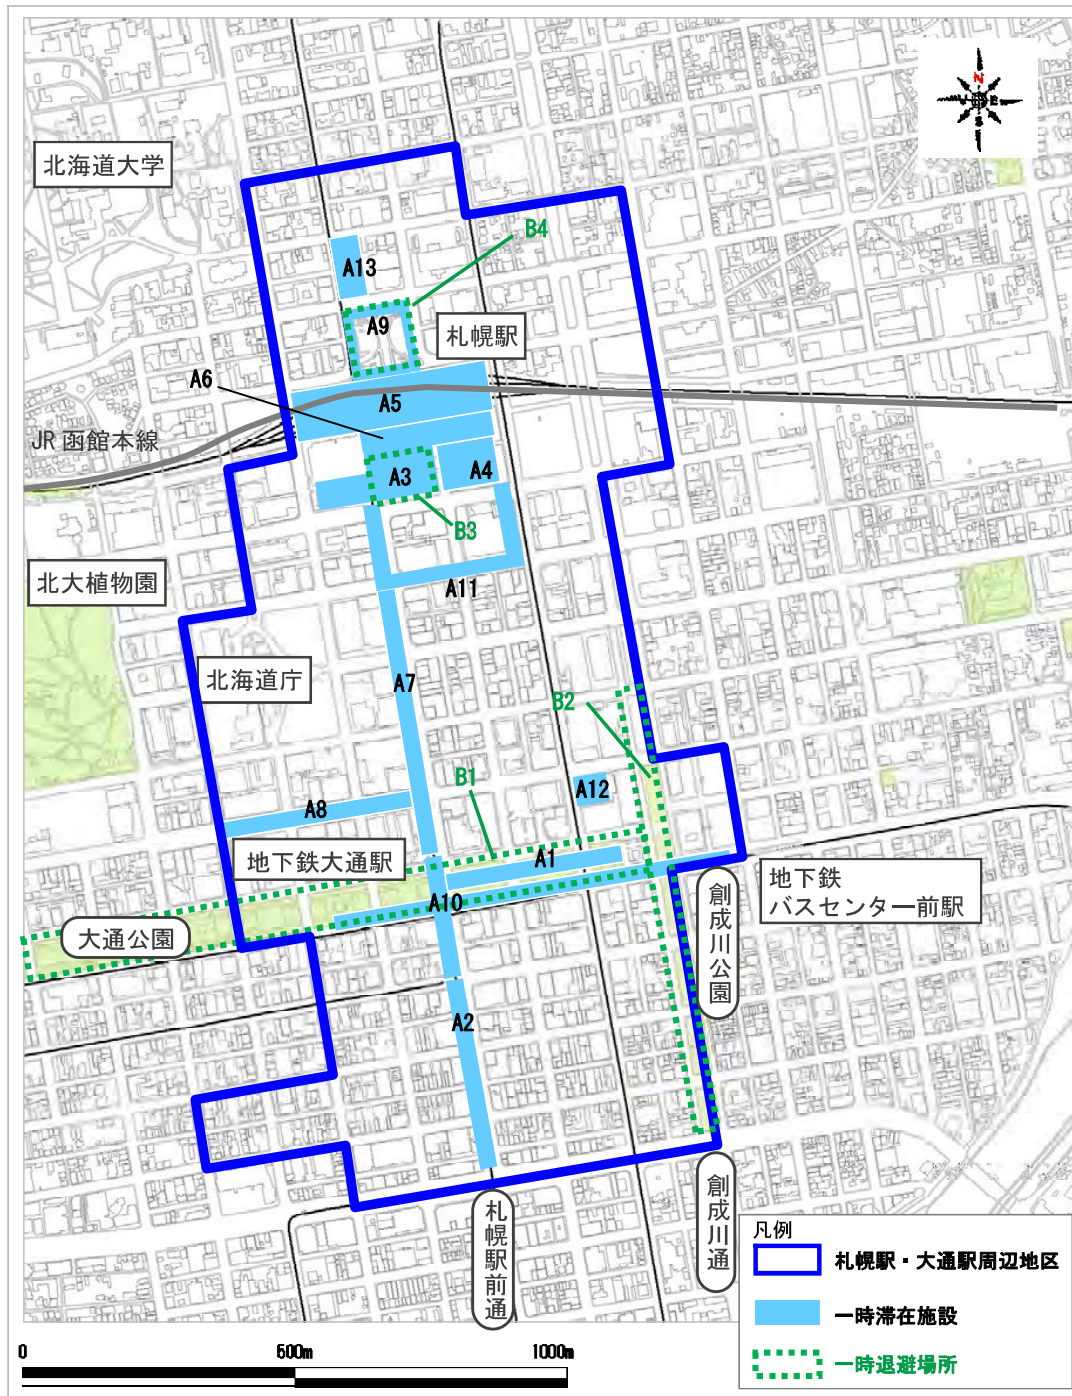 N
北海道大学
B4
A13
A9
札幌駅
A6
A5
JR 函館本線
A3
A4
B3
北大植物園
A11
北海道庁
A7
B2
B1
A12
A8
地下鉄大通駅
A1
地下鉄
バスセンター前駅
A10
大通公園
創成川公園
A2
札幌駅前通
創成川通
凡例
札幌駅・大通駅周辺地区
一時滞在施設
一時退避場所
0
500m
1000m